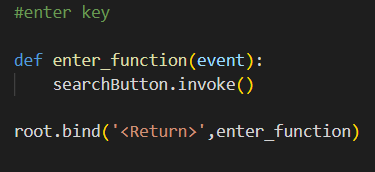 #enter key
def enter_function(event):
    searchButton.invoke()
root.bind('<Return>',enter_function)